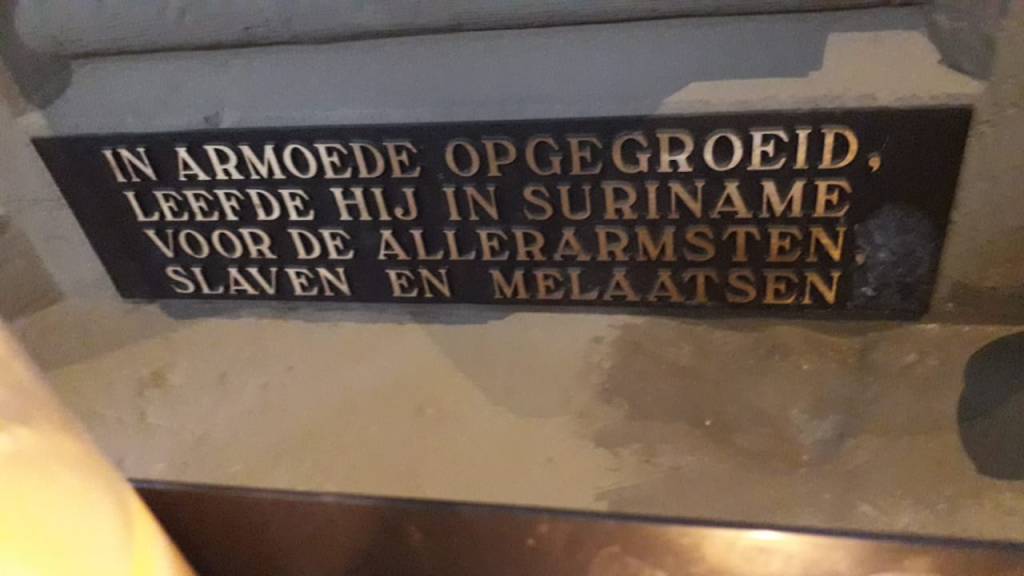 IN ARMOEDE OPGEGROEID,
LEEFDE HIJ IN SURINAME
VOOR DE ALLERARMSTEN,
SLAVEN EN MELAATSEN